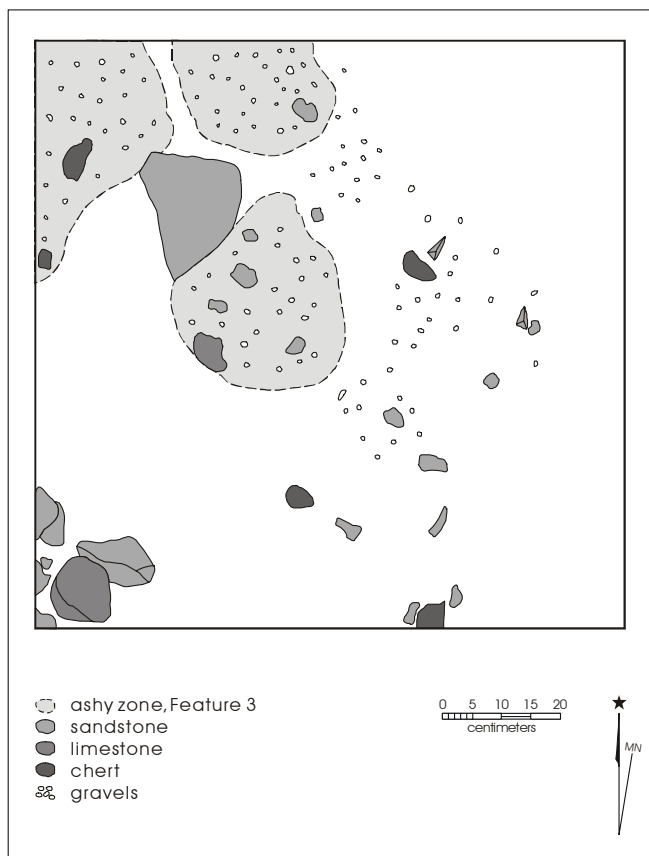 ashy zone, Feature 3
sandstone
limestone
chert
gravels
0 5 10 15 20
centimeters
MN